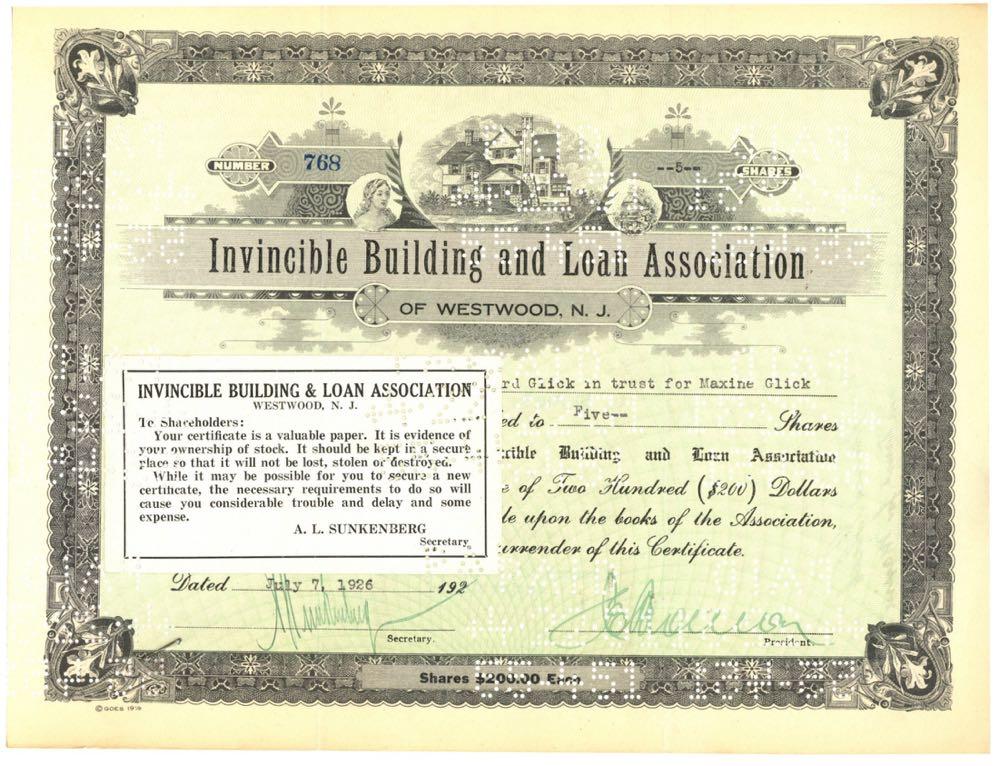 NUMBER 768
--5-- SHARES
Invincible Building and Loan Association
OF WESTWOOD, N. J.
INVINCIBLE BUILDING & LOAN ASSOCIATION
WESTWOOD, N. J.
To Shareholders:
Your certificate is a valuable paper. It is evidence of
your ownership of stock. It should be kept in a secure
place so that it will not be lost, stolen or destroyed.
While it may be possible for you to secure a new
certificate, the necessary requirements to do so will
cause you considerable trouble and delay and some
expense.
A. L. SUNKENBERG
Secretary
rd Glick in trust for Maxine Glick
ed to Five-- Shares
cible Building and Loan Association
e of Two Hundred ($200) Dollars
le upon the books of the Association,
urrender of this Certificate.
Dated July 7, 1926 192
Secretary.
President.
Shares $200.00 Each
© GOES 1919